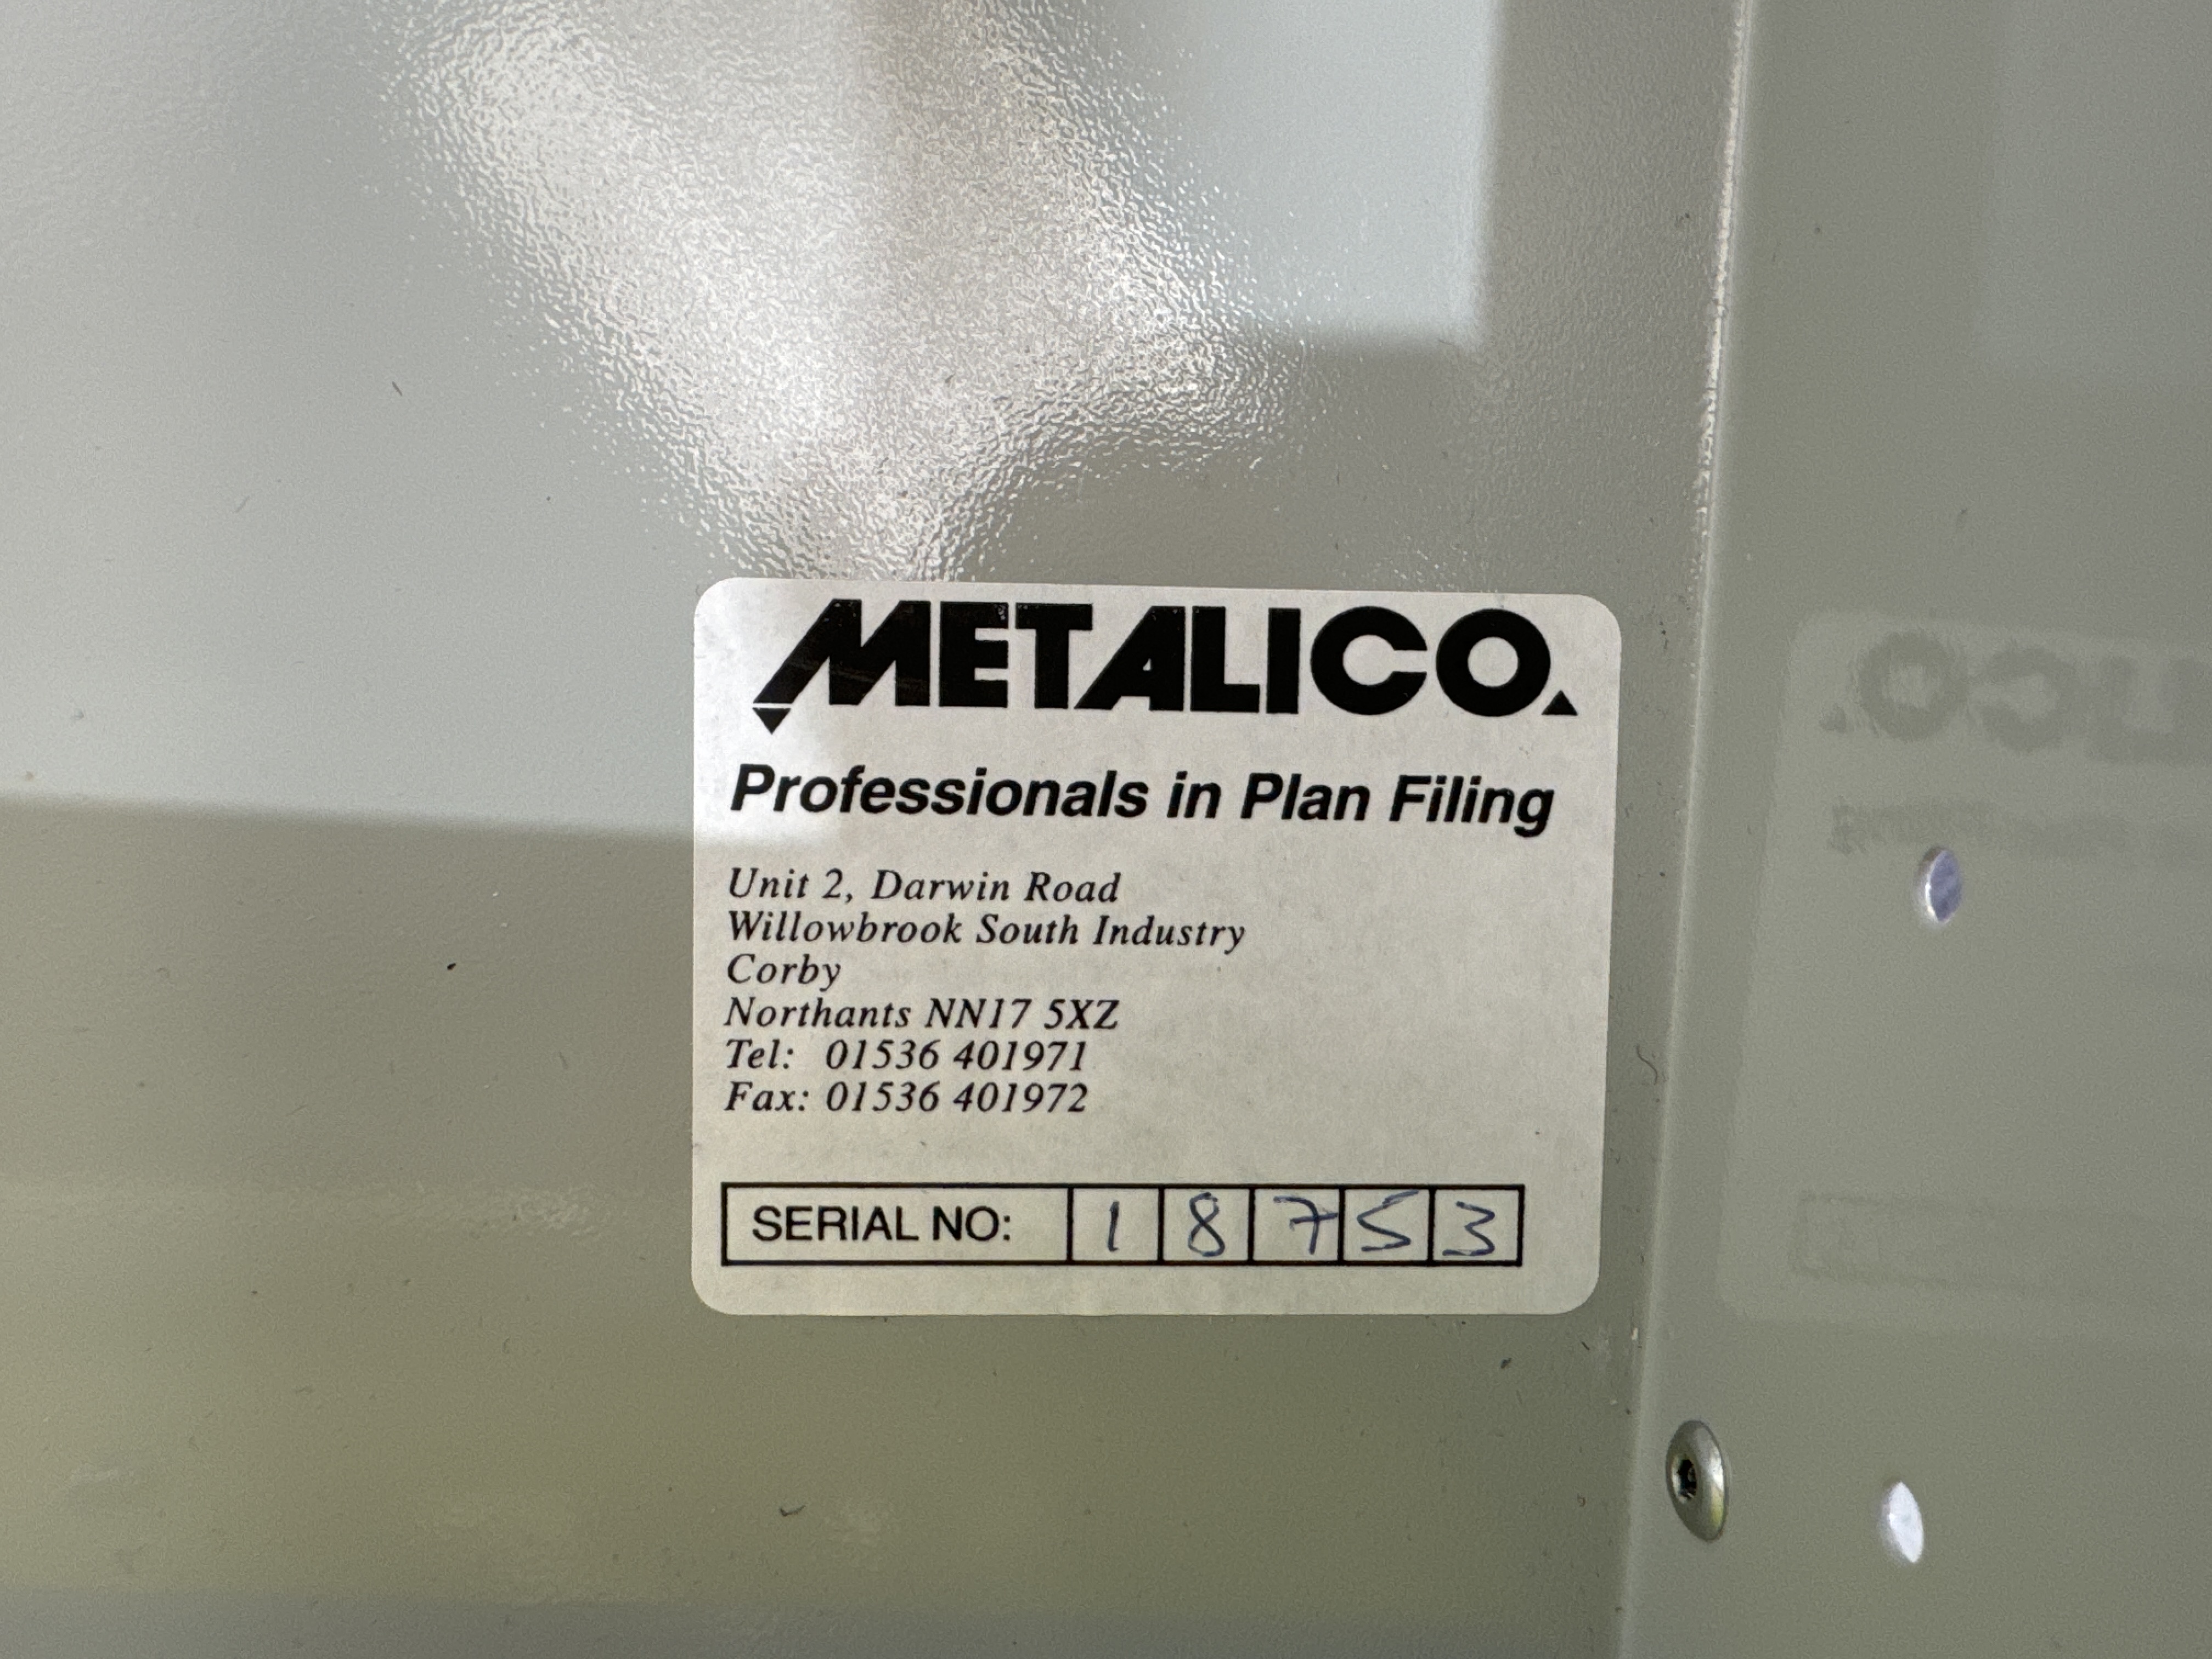 METALICO
Professionals in Plan Filing
Unit 2, Darwin Road
Willowbrook South Industry
Corby
Northants NN17 5XZ
Tel: 01536 401971
Fax: 01536 401972
SERIAL NO: 1 8 7 5 3